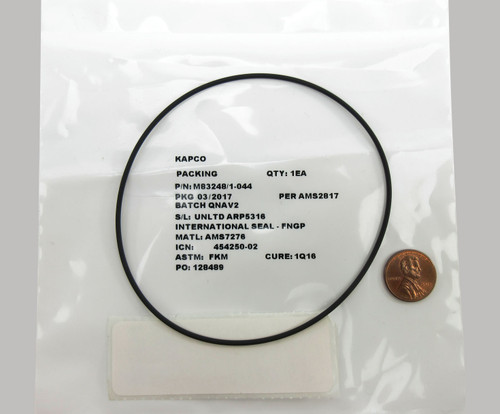 KAPCO
PACKING QTY: 1EA
P/N: M83248/1-044
PKG 03/2017 PER AMS2817
BATCH QNAV2
S/L: UNLTD ARP5316
INTERNATIONAL SEAL - FNGP
MATL: AMS7276
ICN: 454250-02
ASTM: FKM CURE: 1Q16
PO: 128489